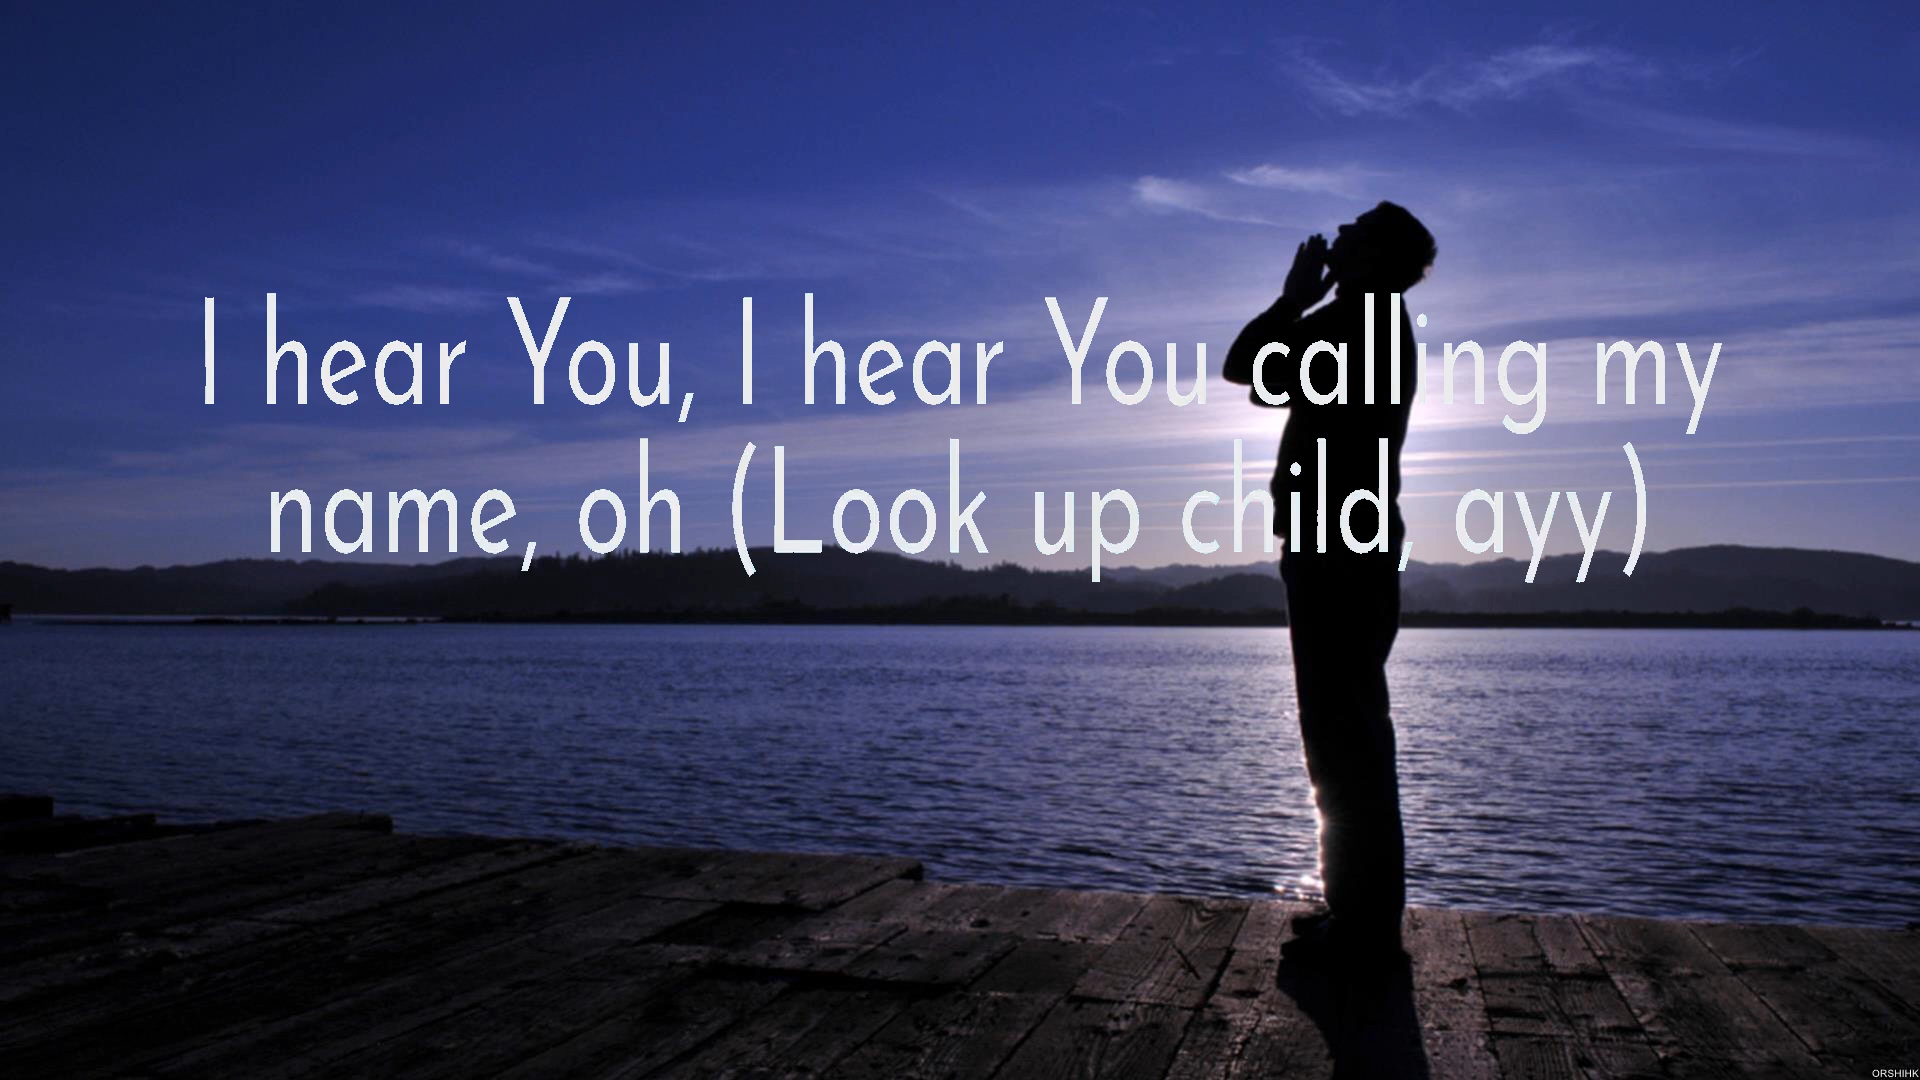 I hear You, I hear You calling my
name, oh (Look up child, ayy)
ORSHIHK